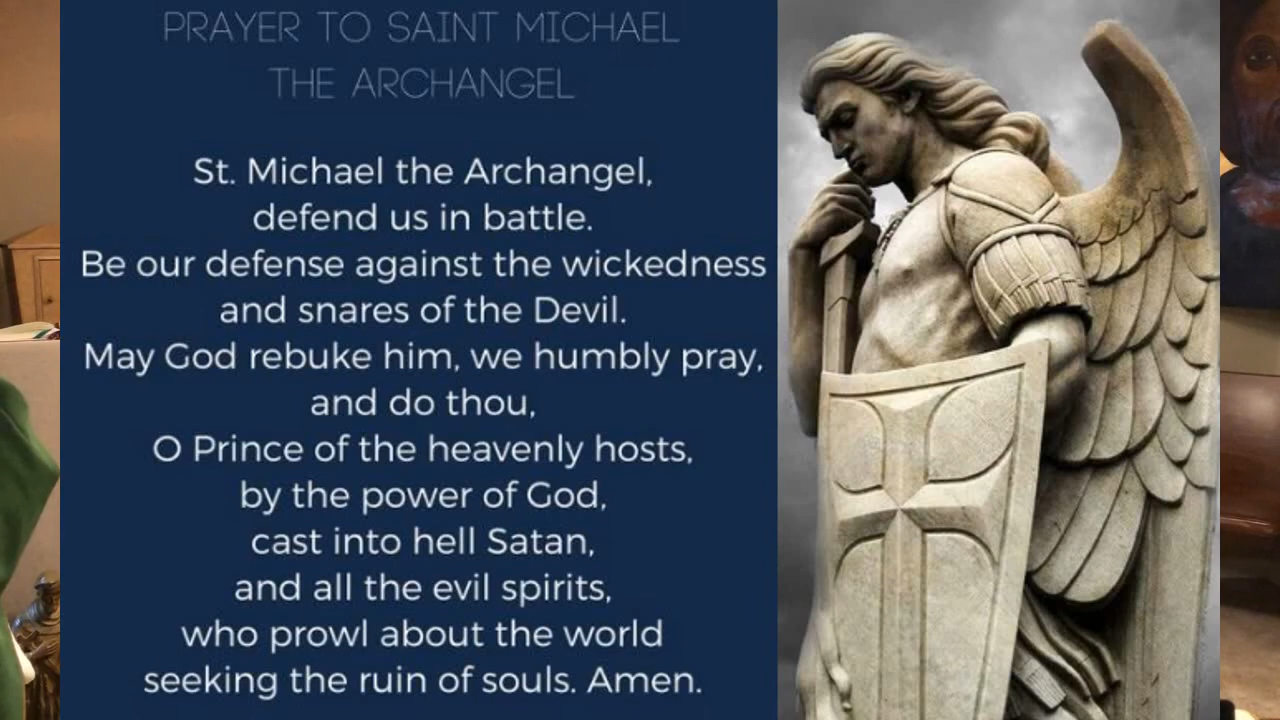 PRAYER TO SAINT MICHAEL
THE ARCHANGEL
St. Michael the Archangel,
defend us in battle.
Be our defense against the wickedness
and snares of the Devil.
May God rebuke him, we humbly pray,
and do thou,
O Prince of the heavenly hosts,
by the power of God,
cast into hell Satan,
and all the evil spirits,
who prowl about the world
seeking the ruin of souls. Amen.